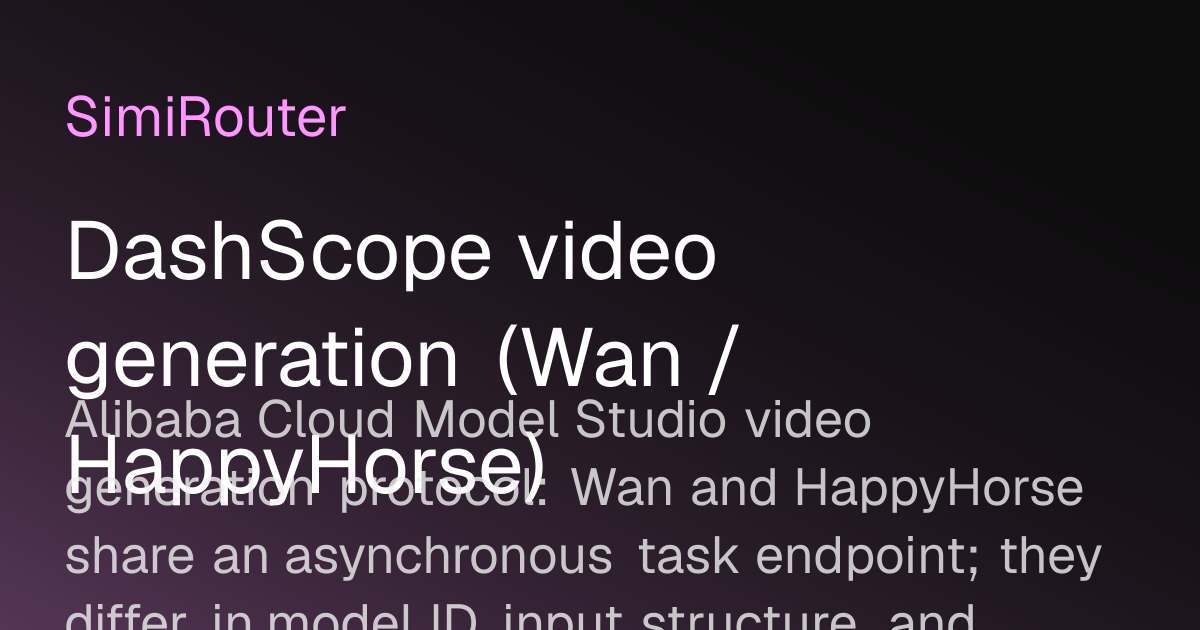 SimiRouter
DashScope video
generation (Wan /
HappyHorse)
Alibaba Cloud Model Studio video
generation protocol: Wan and HappyHorse
share an asynchronous task endpoint; they
differ in model ID, input structure, and